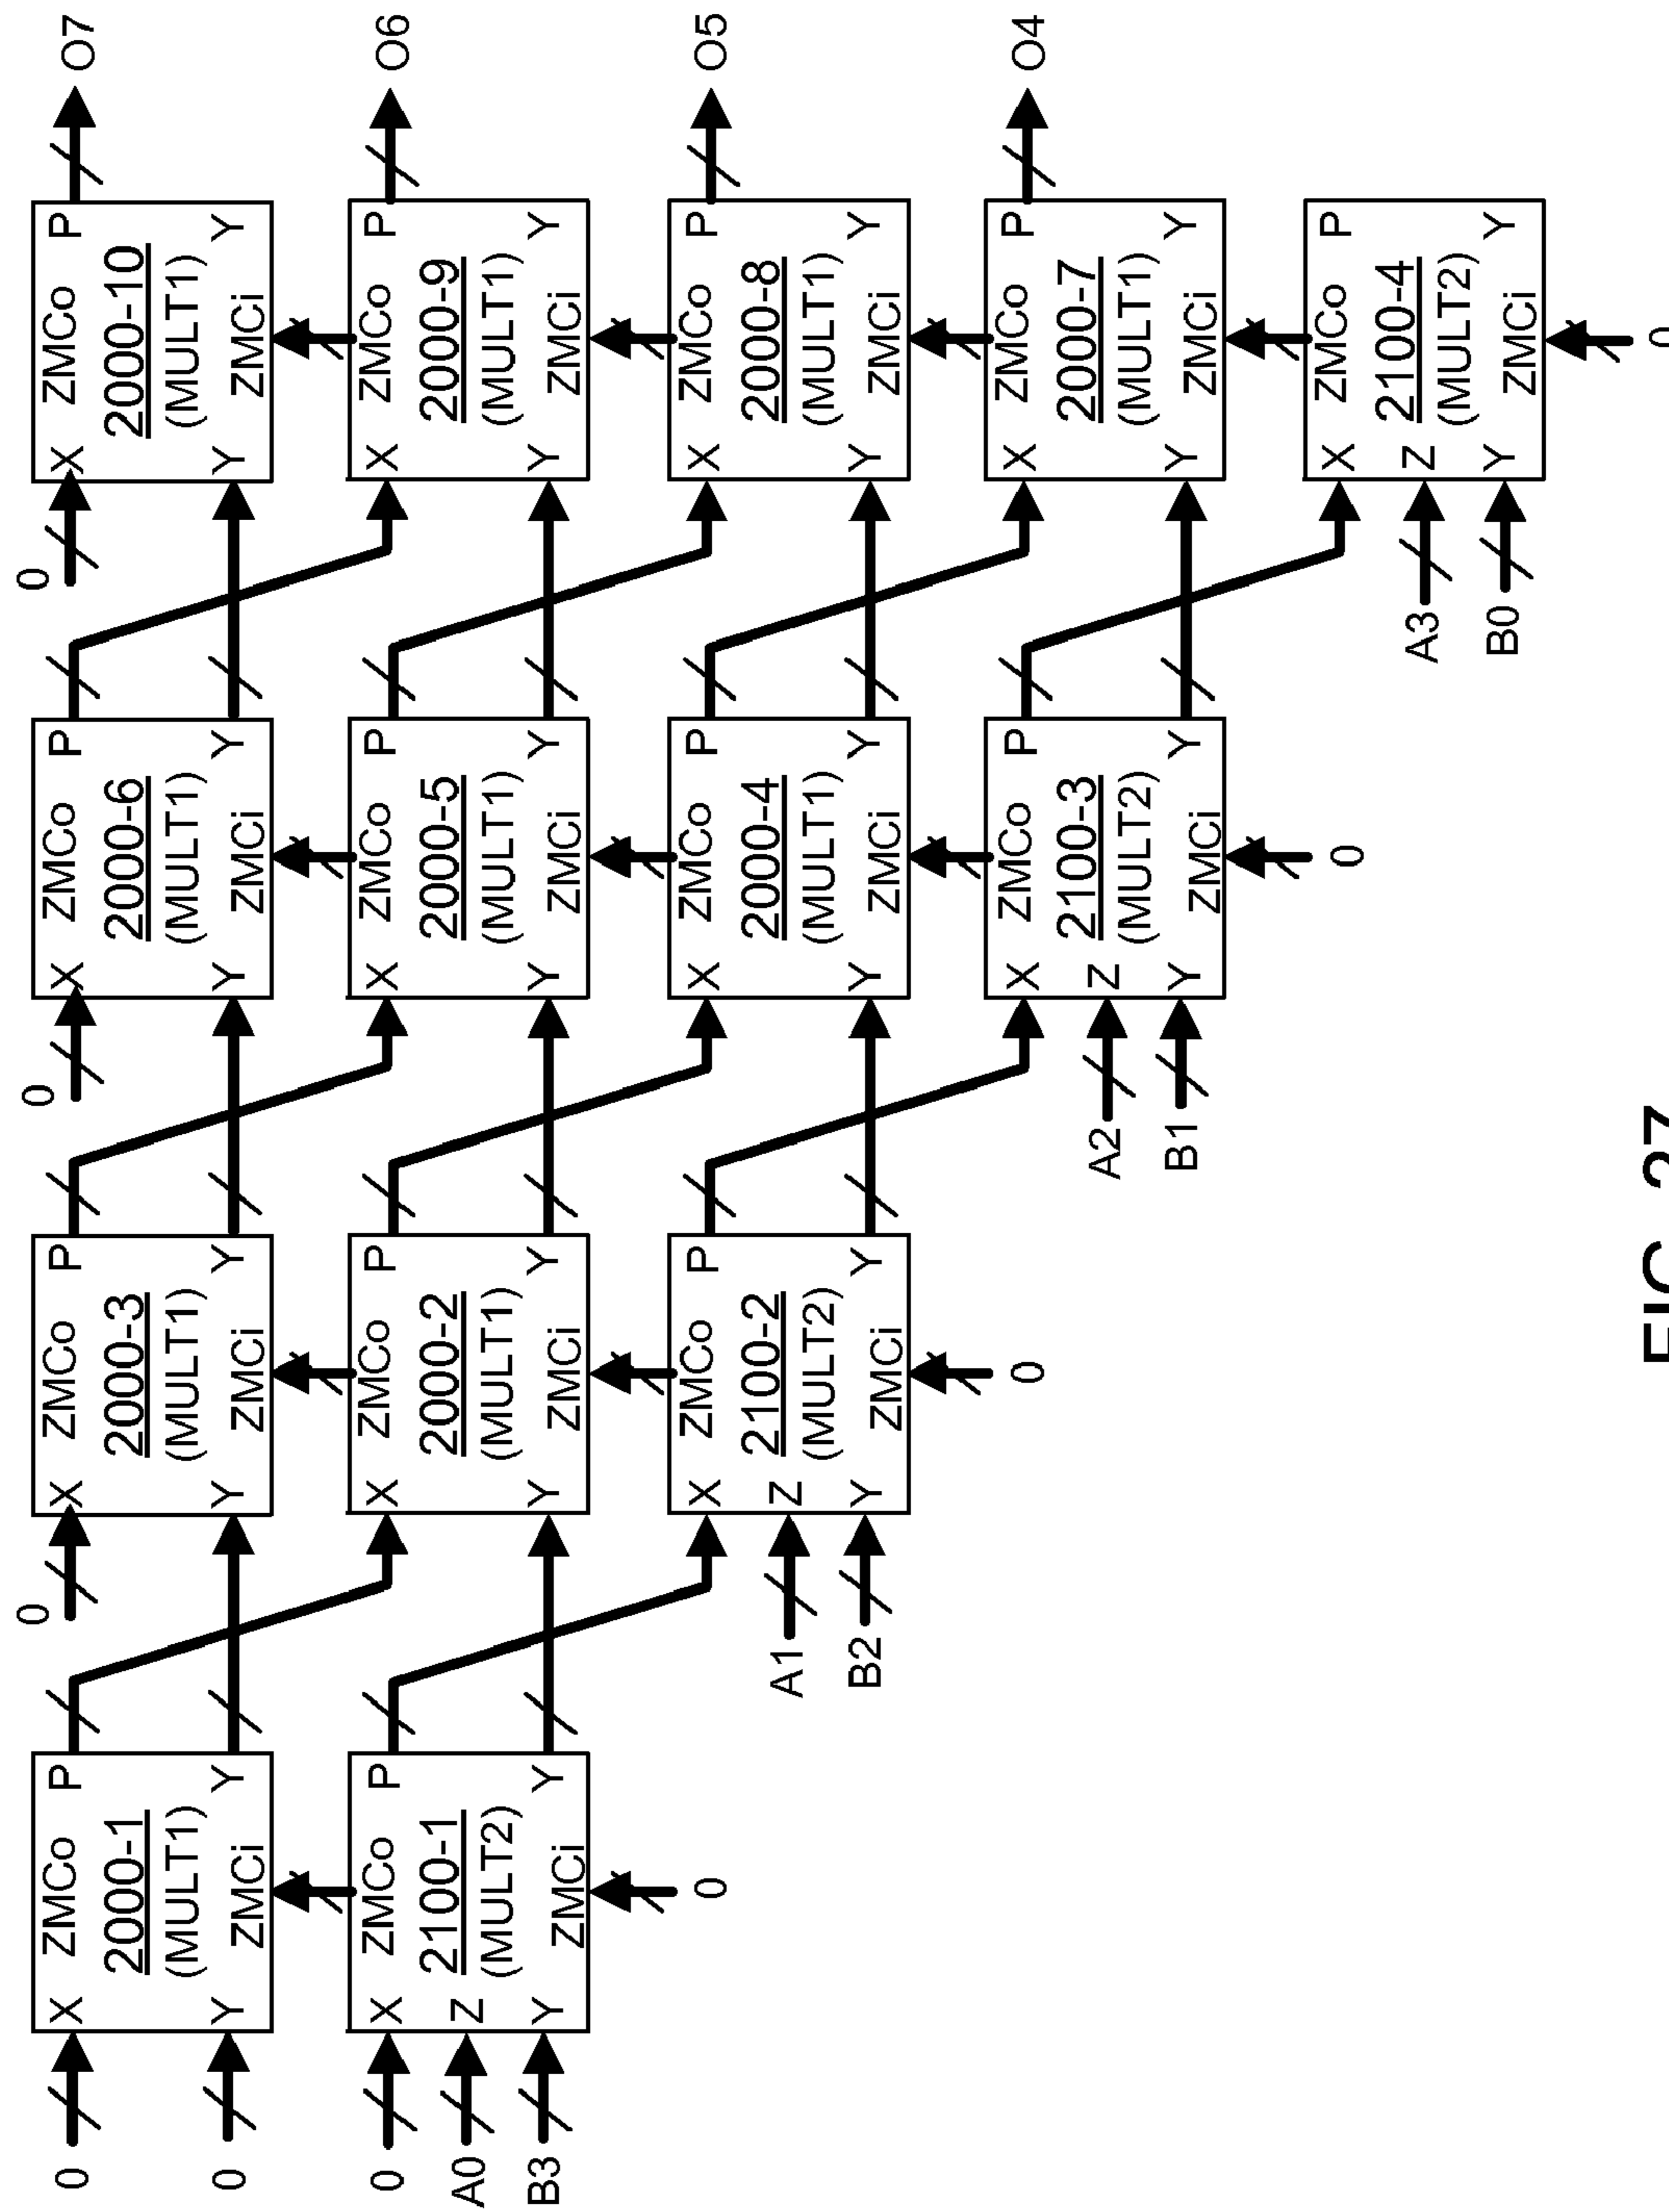 0
0
X ZMCo P
2000-1
(MULT1)
Y ZMCi Y
0
X ZMCo P
2000-3
(MULT1)
Y ZMCi Y
0
X ZMCo P
2000-6
(MULT1)
Y ZMCi Y
0
X ZMCo P
2000-10
(MULT1)
Y ZMCi Y
O7
0
A0
B3
X ZMCo P
Z 2100-1
(MULT2)
Y ZMCi Y
0
X ZMCo P
2000-2
(MULT1)
Y ZMCi Y
X ZMCo P
2000-5
(MULT1)
Y ZMCi Y
X ZMCo P
2000-9
(MULT1)
Y ZMCi Y
O6
A1
B2
X ZMCo P
Z 2100-2
(MULT2)
Y ZMCi Y
0
X ZMCo P
2000-4
(MULT1)
Y ZMCi Y
X ZMCo P
2000-8
(MULT1)
Y ZMCi Y
O5
A2
B1
X ZMCo P
Z 2100-3
(MULT2)
Y ZMCi Y
0
X ZMCo P
2000-7
(MULT1)
Y ZMCi Y
O4
A3
B0
X ZMCo P
Z 2100-4
(MULT2)
Y ZMCi Y
0
FIG. 27